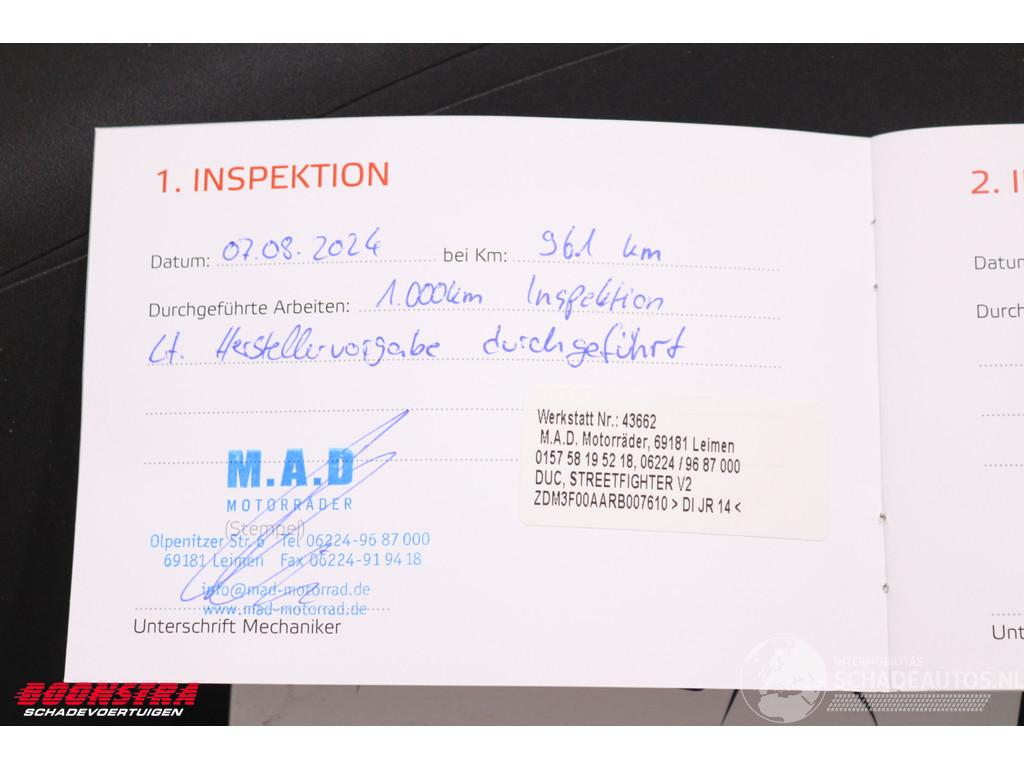 1. INSPEKTION
Datum: 07.08.2024 bei Km: 961 km
Durchgeführte Arbeiten: 1.000km Inspektion
Lt. Herstellervorgabe durchgeführt
Werkstatt Nr.: 43662
M.A.D. Motorräder, 69181 Leimen
0157 58 19 52 18, 06224 / 96 87 000
DUC, STREETFIGHTER V2
ZDM3F00AARB007610 > DI JR 14 <
M.A.D
MOTORRÄDER
(Stempel)
Olpenitzer Str. 6 Tel 06224-96 87 000
69181 Leimen Fax 06224-91 94 18
info@mad-motorrad.de
www.mad-motorrad.de
Unterschrift Mechaniker
2. I
Datum
Durch
Unt
BOONSTRA
SCHADEVOERTUIGEN
INTERMOBILITAS
SCHADEAUTOS.NL